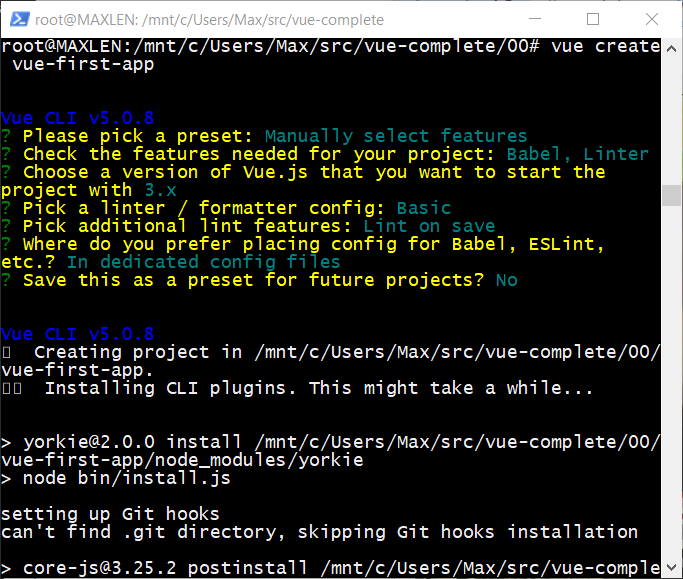 root@MAXLEN: /mnt/c/Users/Max/src/vue-complete
root@MAXLEN:/mnt/c/Users/Max/src/vue-complete/00# vue create
vue-first-app
Vue CLI v5.0.8
? Please pick a preset: Manually select features
? Check the features needed for your project: Babel, Linter
? Choose a version of Vue.js that you want to start the
project with 3.x
? Pick a linter / formatter config: Basic
? Pick additional lint features: Lint on save
? Where do you prefer placing config for Babel, ESLint,
etc.? In dedicated config files
? Save this as a preset for future projects? No
Vue CLI v5.0.8
▯  Creating project in /mnt/c/Users/Max/src/vue-complete/00/
vue-first-app.
▯▯  Installing CLI plugins. This might take a while...
> yorkie@2.0.0 install /mnt/c/Users/Max/src/vue-complete/00/
vue-first-app/node_modules/yorkie
> node bin/install.js
setting up Git hooks
can't find .git directory, skipping Git hooks installation
> core-js@3.25.2 postinstall /mnt/c/Users/Max/src/vue-comple